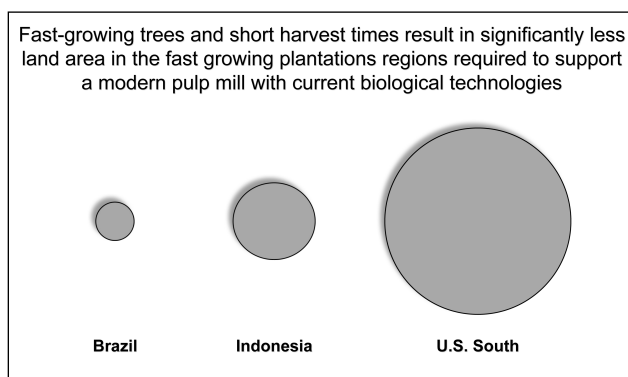 Fast-growing trees and short harvest times result in significantly less
land area in the fast growing plantations regions required to support
a modern pulp mill with current biological technologies
Brazil Indonesia U.S. South